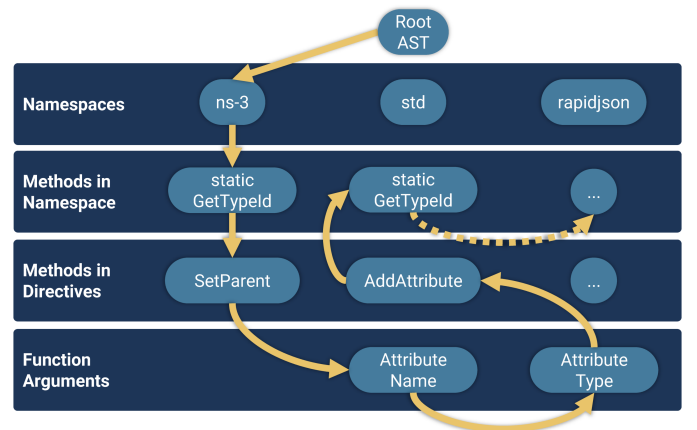 Root
AST
Namespaces
ns-3
std
rapidjson
Methods in
Namespace
static
GetTypeId
static
GetTypeId
...
Methods in
Directives
SetParent
AddAttribute
...
Function
Arguments
Attribute
Name
Attribute
Type